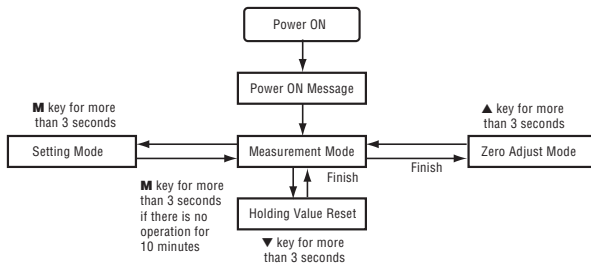 Power ON
Power ON Message
M key for more
than 3 seconds
▲ key for more
than 3 seconds
Setting Mode
Measurement Mode
Zero Adjust Mode
Finish
Finish
M key for more
than 3 seconds
if there is no
operation for
10 minutes
Holding Value Reset
▼ key for more
than 3 seconds